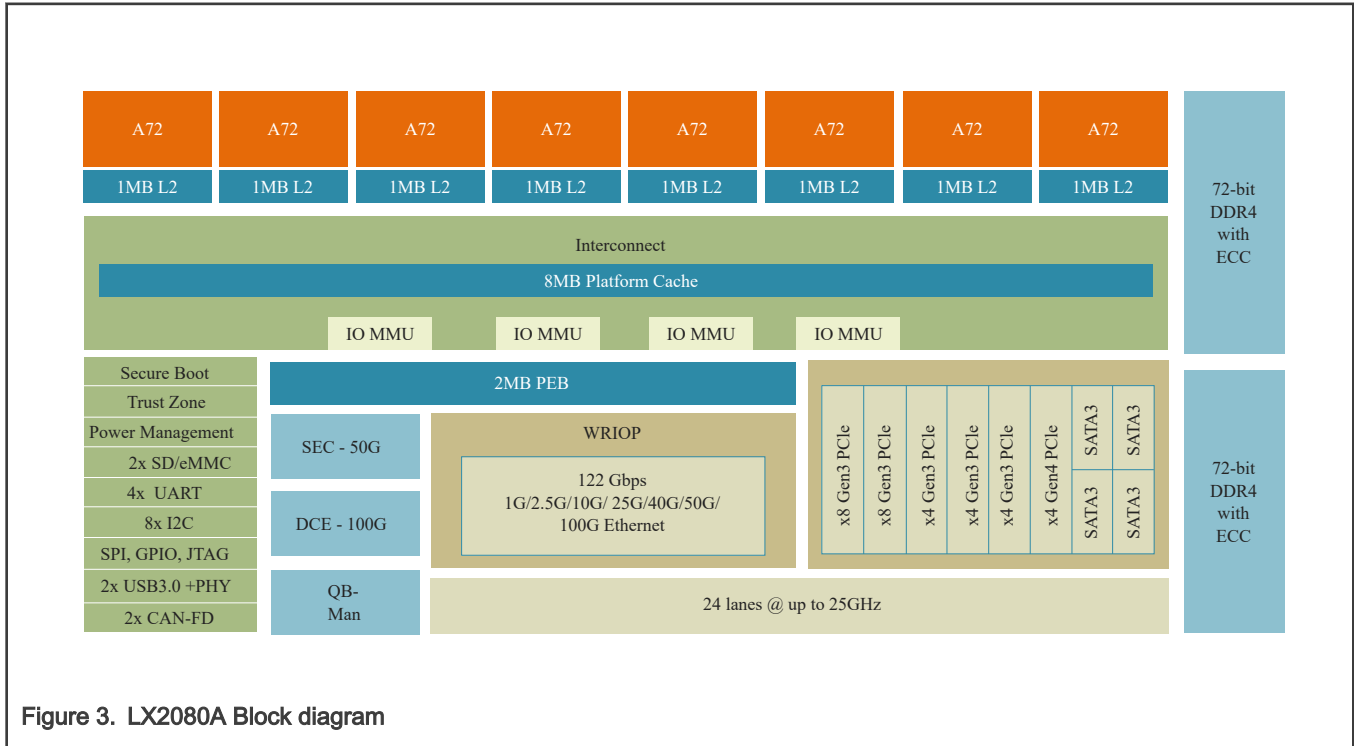 A72
A72
A72
A72
A72
A72
A72
A72
1MB L2
1MB L2
1MB L2
1MB L2
1MB L2
1MB L2
1MB L2
1MB L2
72-bit
DDR4
with
ECC
Interconnect
8MB Platform Cache
IO MMU
IO MMU
IO MMU
IO MMU
Secure Boot
Trust Zone
Power Management
2x SD/eMMC
4x UART
8x I2C
SPI, GPIO, JTAG
2x USB3.0 +PHY
2x CAN-FD
2MB PEB
SEC - 50G
DCE - 100G
QB-
Man
WRIOP
122 Gbps
1G/2.5G/10G/ 25G/40G/50G/
100G Ethernet
x8 Gen3 PCIe
x8 Gen3 PCIe
x4 Gen3 PCIe
x4 Gen3 PCIe
x4 Gen3 PCIe
x4 Gen4 PCIe
SATA3
SATA3
SATA3
SATA3
24 lanes @ up to 25GHz
72-bit
DDR4
with
ECC
Figure 3. LX2080A Block diagram